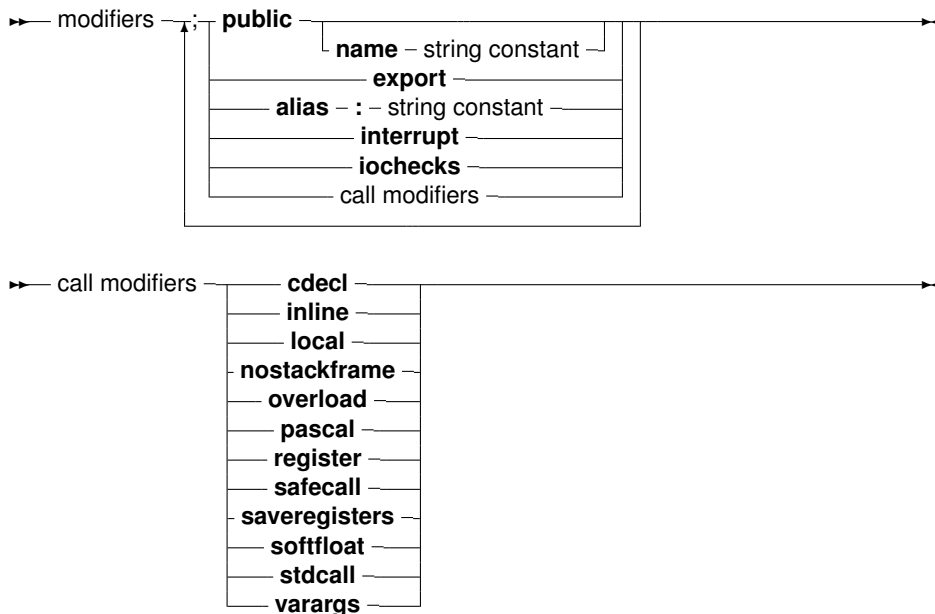 modifiers ; public
name string constant
export
alias : string constant
interrupt
iochecks
call modifiers
call modifiers cdecl
inline
local
nostackframe
overload
pascal
register
safecall
saveregisters
softfloat
stdcall
varargs